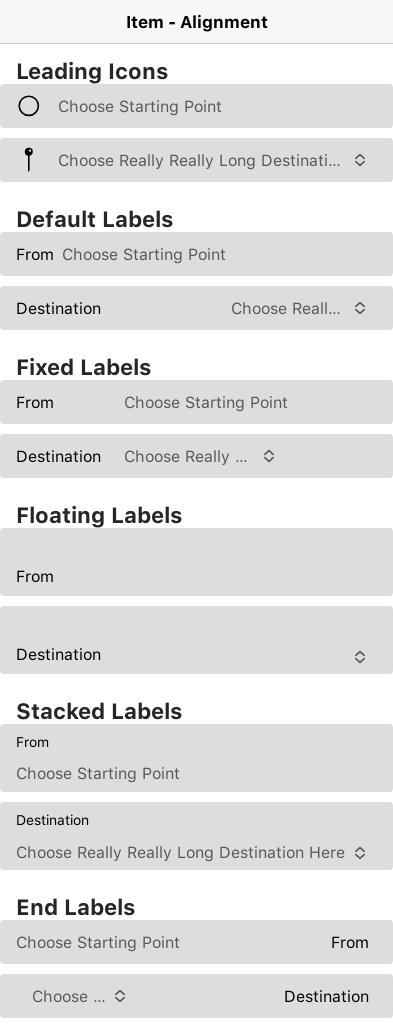 Item - Alignment
Leading Icons
Choose Starting Point
Choose Really Really Long Destinati...
Default Labels
From Choose Starting Point
Destination Choose Reall...
Fixed Labels
From Choose Starting Point
Destination Choose Really ...
Floating Labels
From
Destination
Stacked Labels
From
Choose Starting Point
Destination
Choose Really Really Long Destination Here
End Labels
Choose Starting Point From
Choose ... Destination